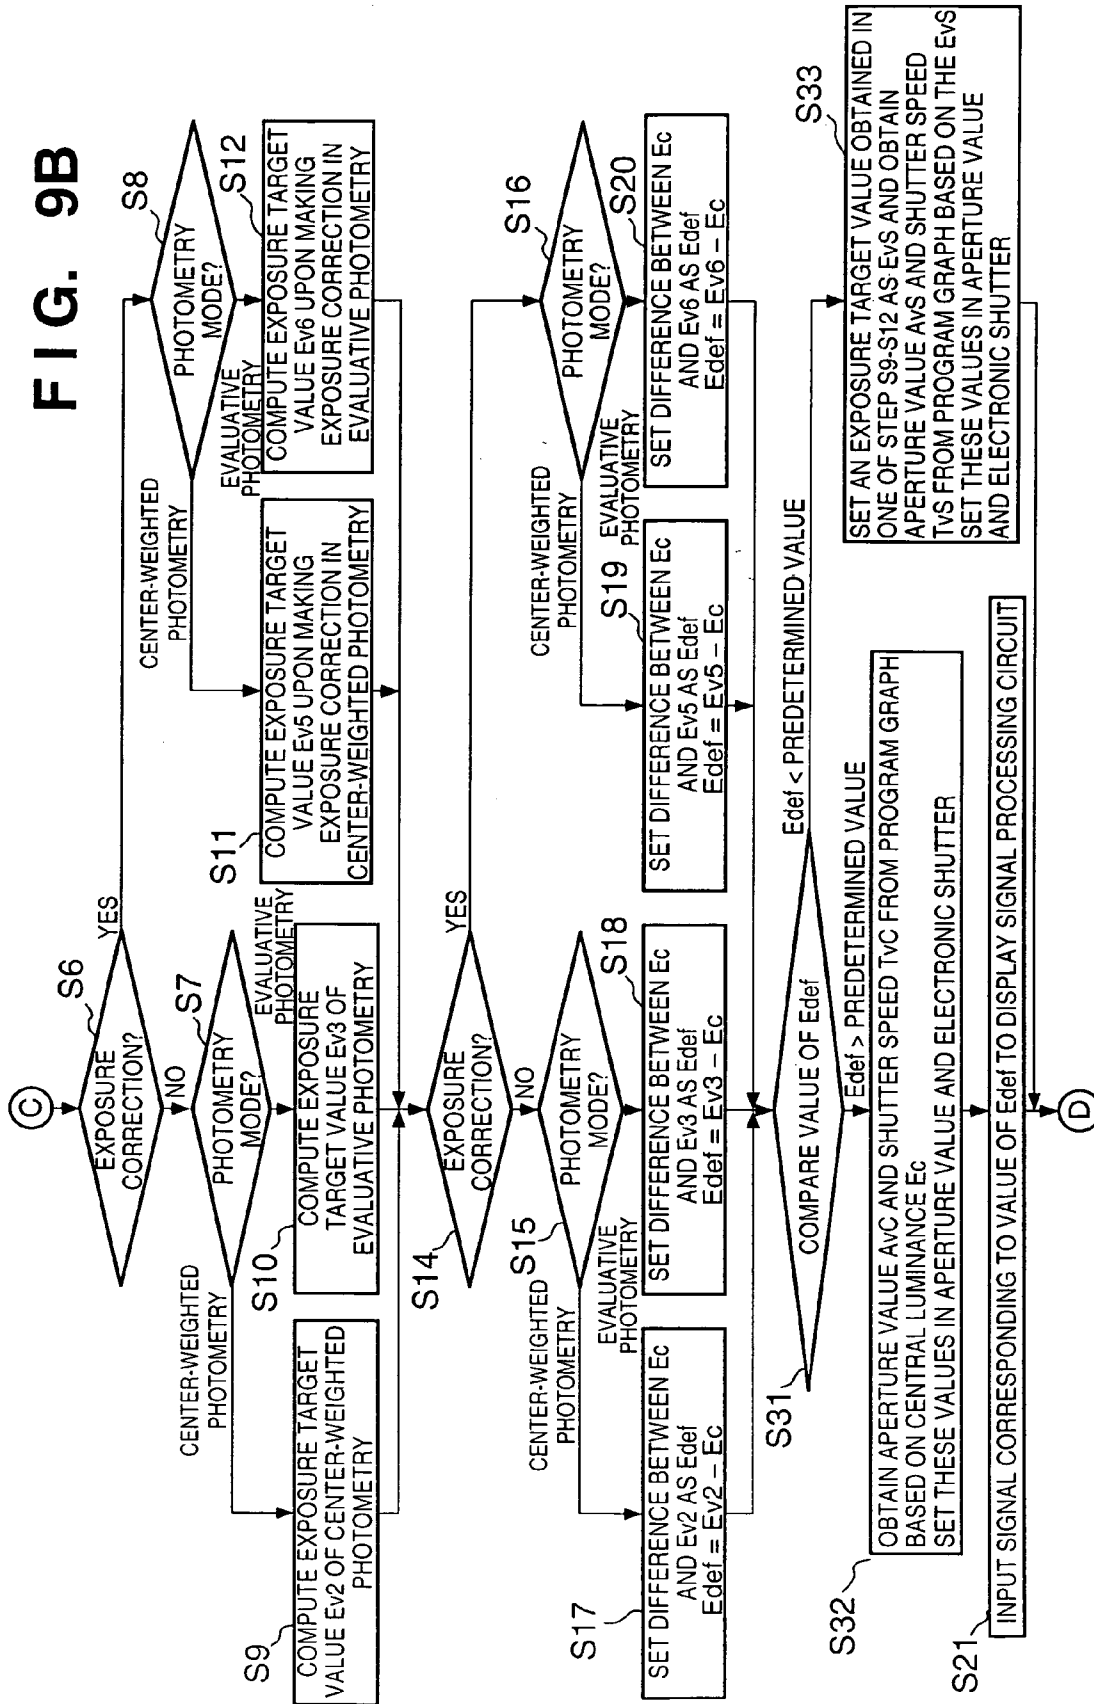 FIG. 9B
C
S6
EXPOSURE
CORRECTION?
YES
NO
S7
PHOTOMETRY
MODE?
CENTER-WEIGHTED
PHOTOMETRY
EVALUATIVE
PHOTOMETRY
S8
PHOTOMETRY
MODE?
CENTER-WEIGHTED
PHOTOMETRY
EVALUATIVE
PHOTOMETRY
S9
COMPUTE EXPOSURE TARGET
VALUE Ev2 OF CENTER-WEIGHTED
PHOTOMETRY
S10
COMPUTE EXPOSURE
TARGET VALUE Ev3 OF
EVALUATIVE PHOTOMETRY
S11
COMPUTE EXPOSURE TARGET
VALUE Ev5 UPON MAKING
EXPOSURE CORRECTION IN
CENTER-WEIGHTED PHOTOMETRY
S12
COMPUTE EXPOSURE TARGET
VALUE Ev6 UPON MAKING
EXPOSURE CORRECTION IN
EVALUATIVE PHOTOMETRY
S14
EXPOSURE
CORRECTION?
YES
NO
S15
PHOTOMETRY
MODE?
CENTER-WEIGHTED
PHOTOMETRY
EVALUATIVE
PHOTOMETRY
S16
PHOTOMETRY
MODE?
CENTER-WEIGHTED
PHOTOMETRY
EVALUATIVE
PHOTOMETRY
S17
SET DIFFERENCE BETWEEN Ec
AND Ev2 AS Edef
Edef = Ev2 – Ec
S18
SET DIFFERENCE BETWEEN Ec
AND Ev3 AS Edef
Edef = Ev3 – Ec
S19
SET DIFFERENCE BETWEEN Ec
AND Ev5 AS Edef
Edef = Ev5 – Ec
S20
SET DIFFERENCE BETWEEN Ec
AND Ev6 AS Edef
Edef = Ev6 – Ec
S31
COMPARE VALUE OF Edef
Edef < PREDETERMINED VALUE
Edef > PREDETERMINED VALUE
S32
OBTAIN APERTURE VALUE AvC AND SHUTTER SPEED TvC FROM PROGRAM GRAPH
BASED ON CENTRAL LUMINANCE Ec
SET THESE VALUES IN APERTURE VALUE AND ELECTRONIC SHUTTER
S33
SET AN EXPOSURE TARGET VALUE OBTAINED IN
ONE OF STEP S9-S12 AS EvS AND OBTAIN
APERTURE VALUE AvS AND SHUTTER SPEED
TvS FROM PROGRAM GRAPH BASED ON THE EvS
SET THESE VALUES IN APERTURE VALUE
AND ELECTRONIC SHUTTER
S21
INPUT SIGNAL CORRESPONDING TO VALUE OF Edef TO DISPLAY SIGNAL PROCESSING CIRCUIT
D